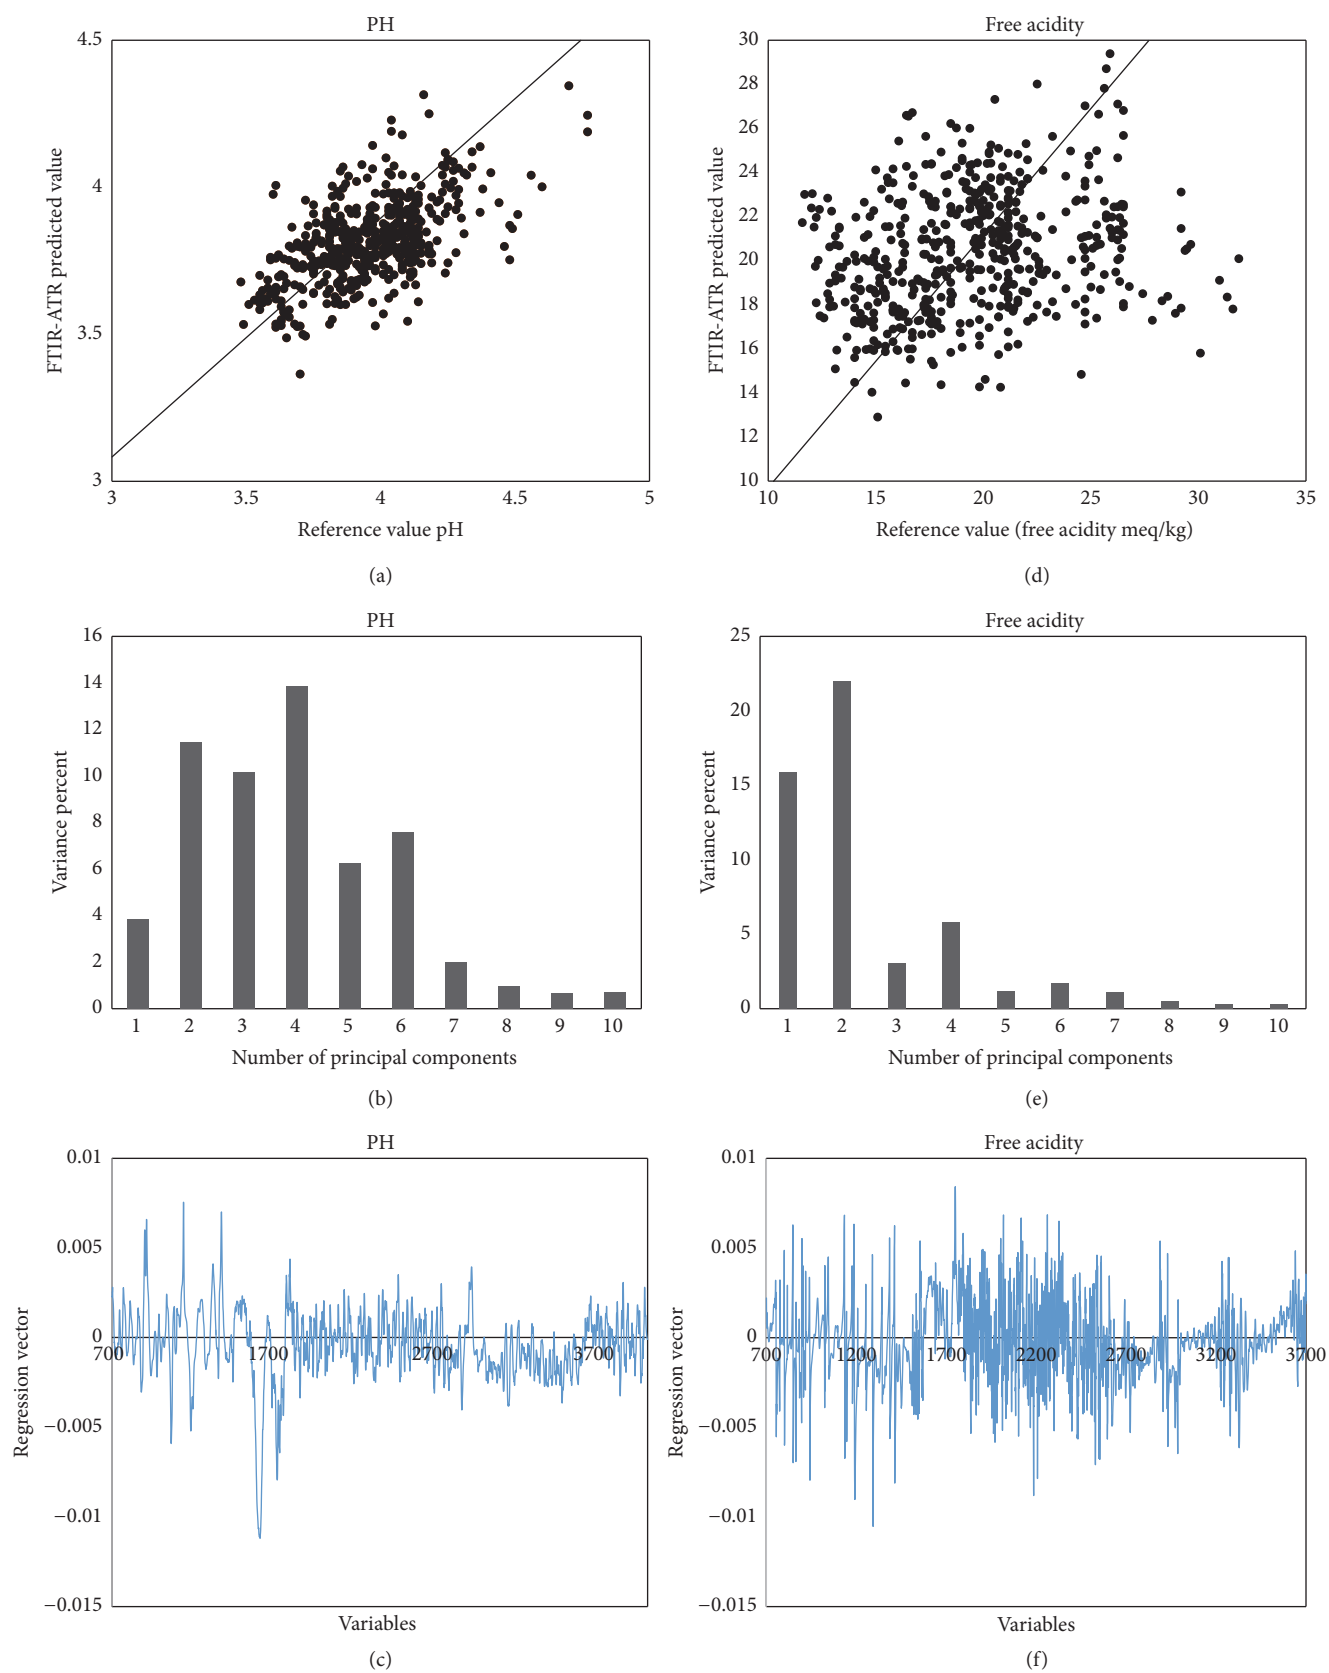 PH
4.5
4
3.5
3
FTIR-ATR predicted value
3 3.5 4 4.5 5
Reference value pH
(a)
Free acidity
30
28
26
24
22
20
18
16
14
12
10
FTIR-ATR predicted value
10 15 20 25 30 35
Reference value (free acidity meq/kg)
(d)
PH
16
14
12
10
8
6
4
2
0
Variance percent
1 2 3 4 5 6 7 8 9 10
Number of principal components
(b)
Free acidity
25
20
15
10
5
0
Variance percent
1 2 3 4 5 6 7 8 9 10
Number of principal components
(e)
PH
0.01
0.005
0
−0.005
−0.01
−0.015
Regression vector
700 1700 2700 3700
Variables
(c)
Free acidity
0.01
0.005
0
−0.005
−0.01
−0.015
Regression vector
700 1200 1700 2200 2700 3200 3700
Variables
(f)